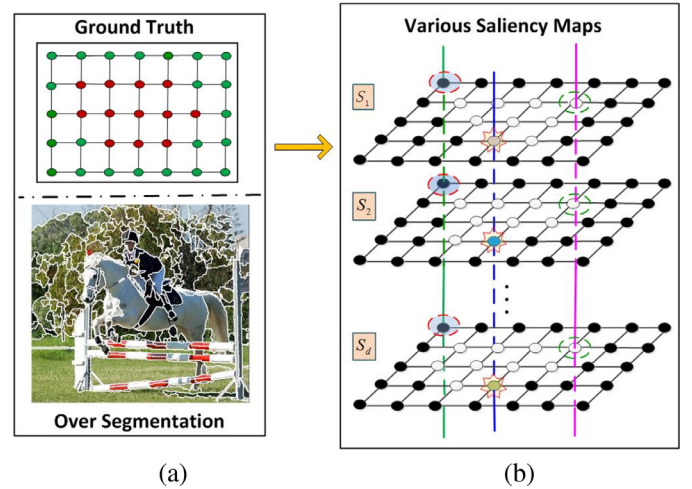 Ground Truth
Over Segmentation
(a)
Various Saliency Maps
S1
S2
Sd
(b)